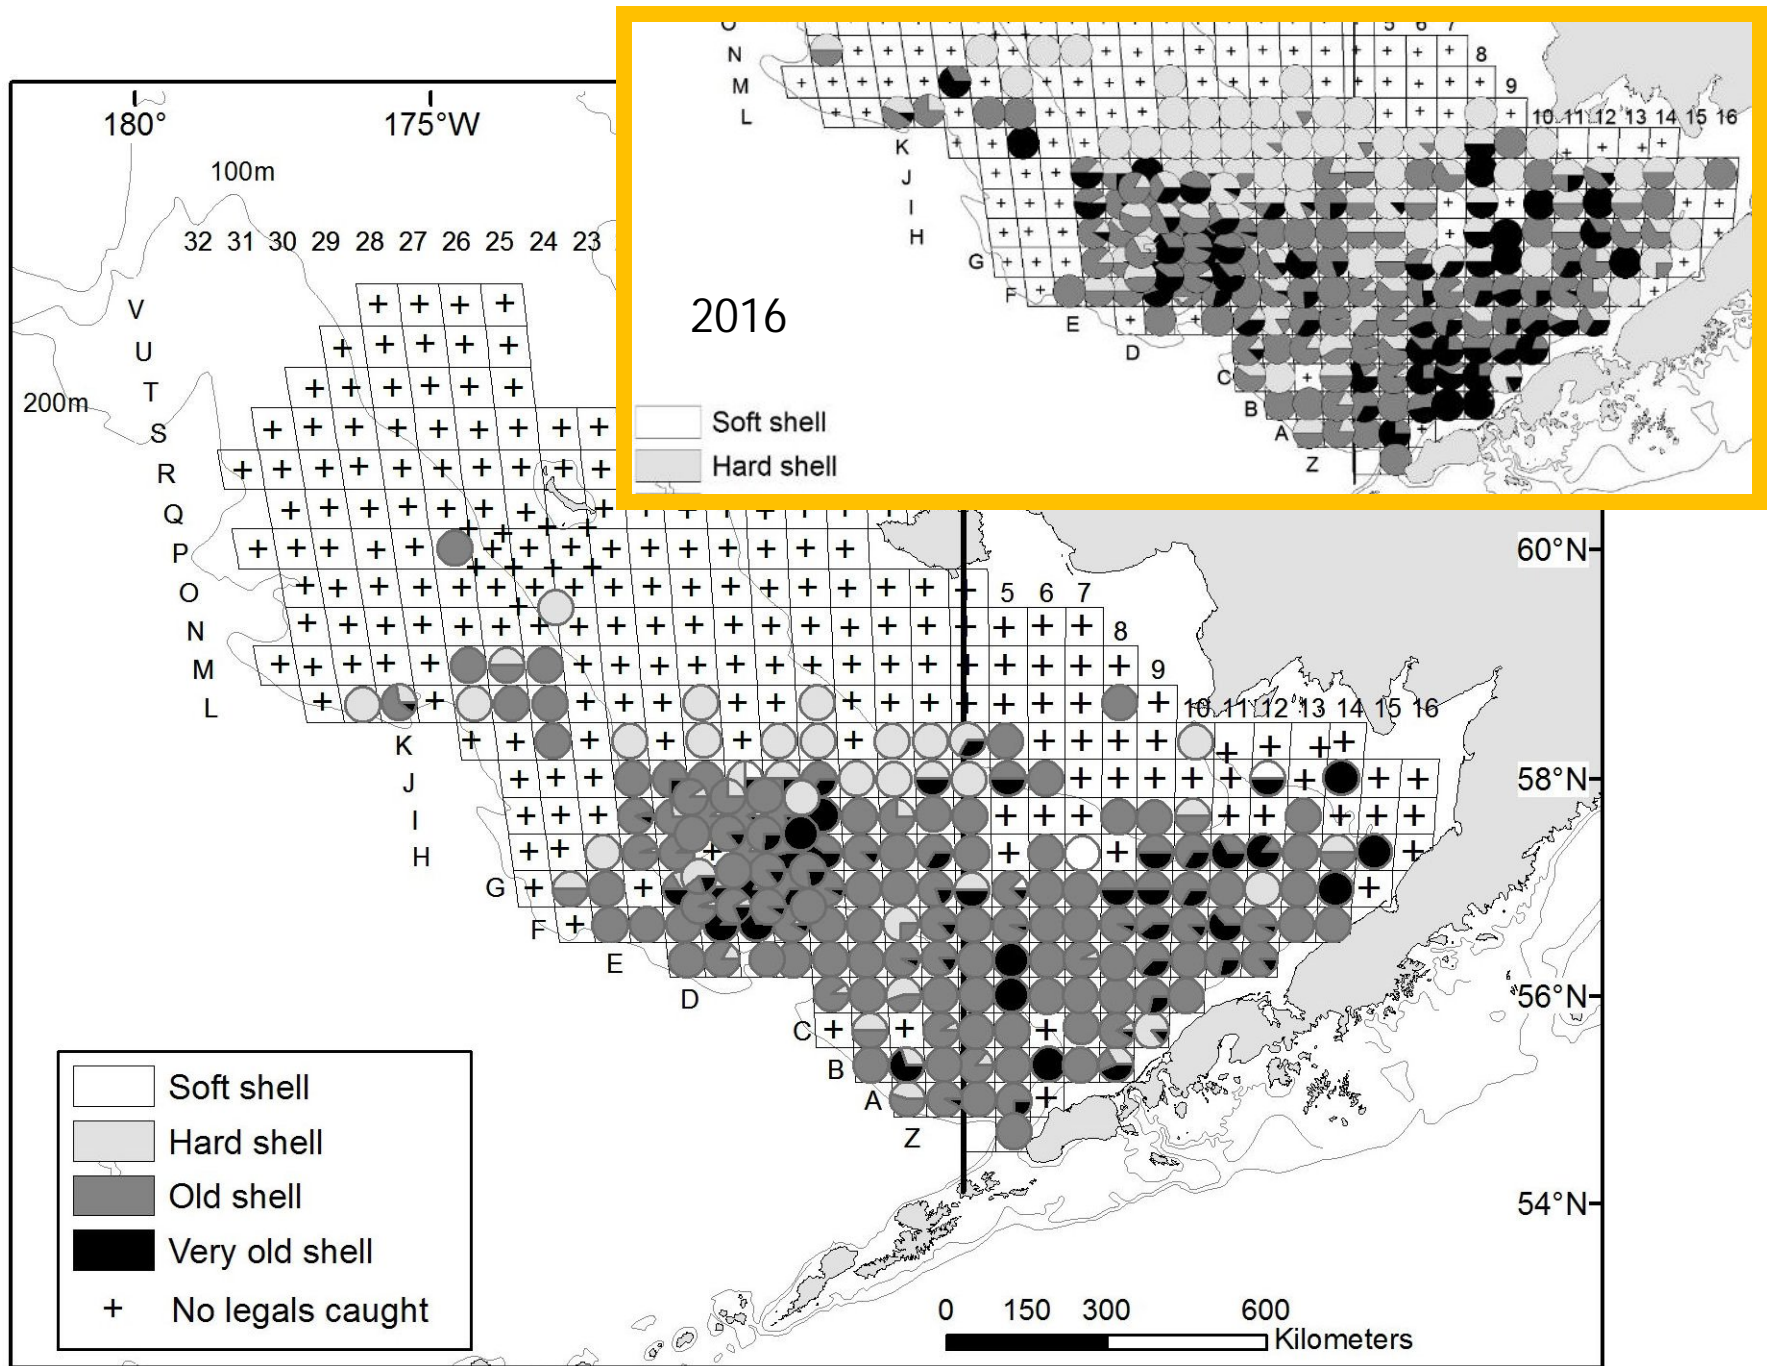 O
5 6 7
N
8
M
9
L
10 11 12 13 14 15 16
K
J
I
H
G
F
E
D
C
B
A
Z
2016
Soft shell
Hard shell
180°
175°W
100m
32 31 30 29 28 27 26 25 24 23
V
U
T
200m
S
R
Q
P
60°N
O
5 6 7
N
8
M
9
L
10 11 12 13 14 15 16
K
J
58°N
I
H
G
F
E
D
56°N
C
B
A
Z
54°N
Soft shell
Hard shell
Old shell
Very old shell
+ No legals caught
0 150 300 600
Kilometers